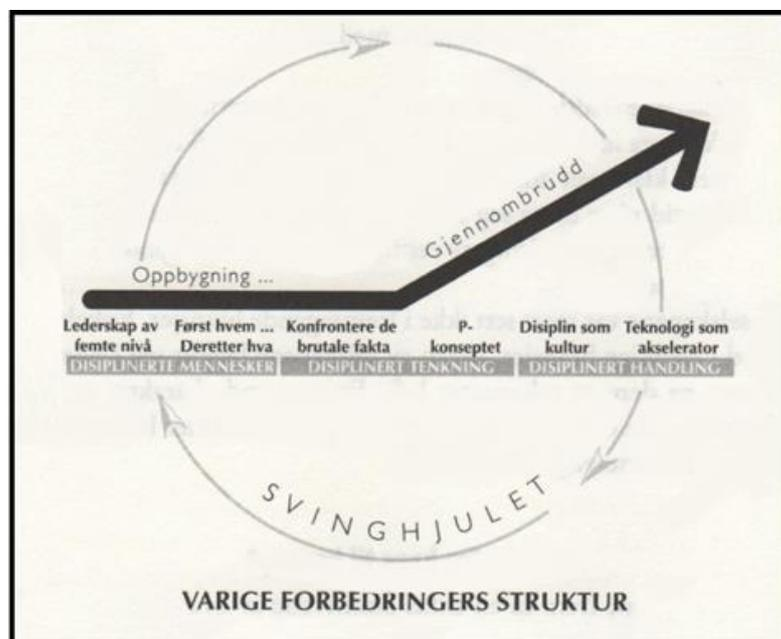 Gjennombrudd
Oppbygning ...
Lederskap av
femte nivå
Først hvem ...
Deretter hva
Konfrontere de
brutale fakta
P-
konseptet
Disiplin som
kultur
Teknologi som
akselerator
DISIPLINERTE MENNESKER
DISIPLINERT TENKNING
DISIPLINERT HANDLING
SVINGHJULET
VARIGE FORBEDRINGERS STRUKTUR